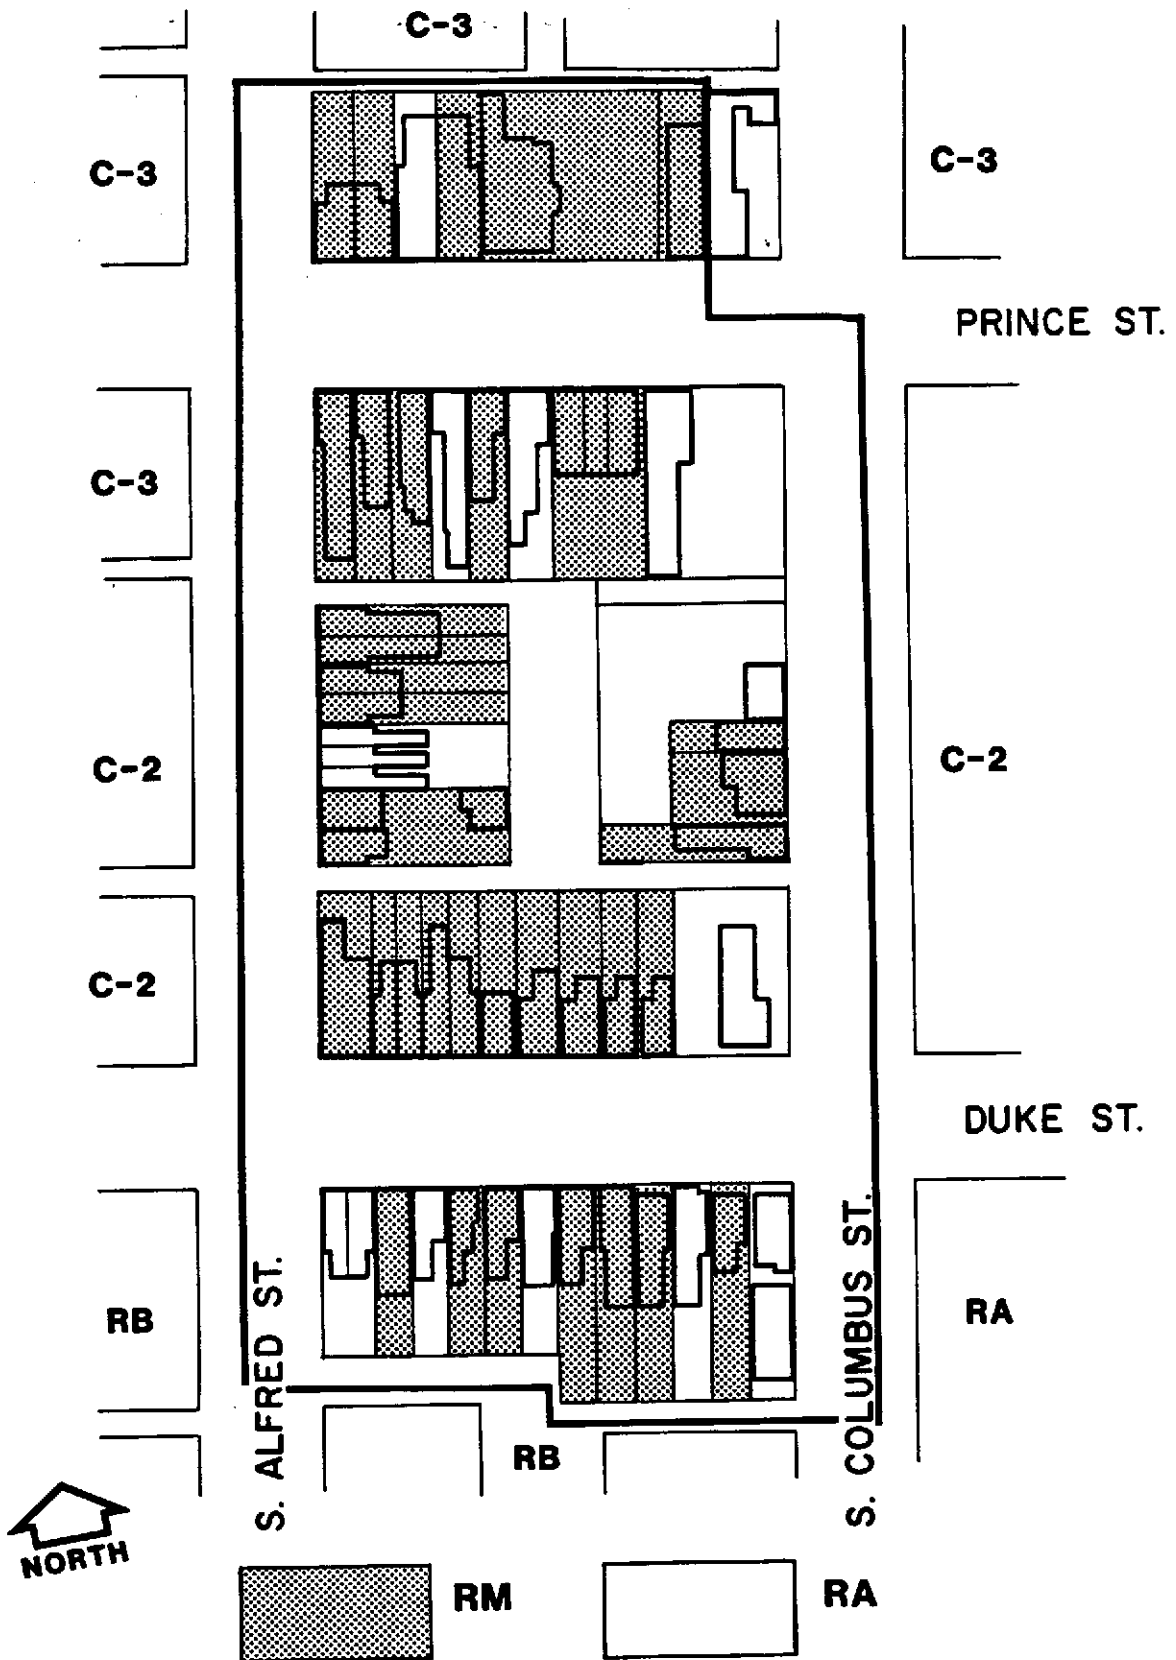 C-3
C-3
C-3
PRINCE ST.
C-3
C-2
C-2
C-2
DUKE ST.
RB
S. ALFRED ST.
S. COLUMBUS ST.
RA
RB
NORTH
RM
RA